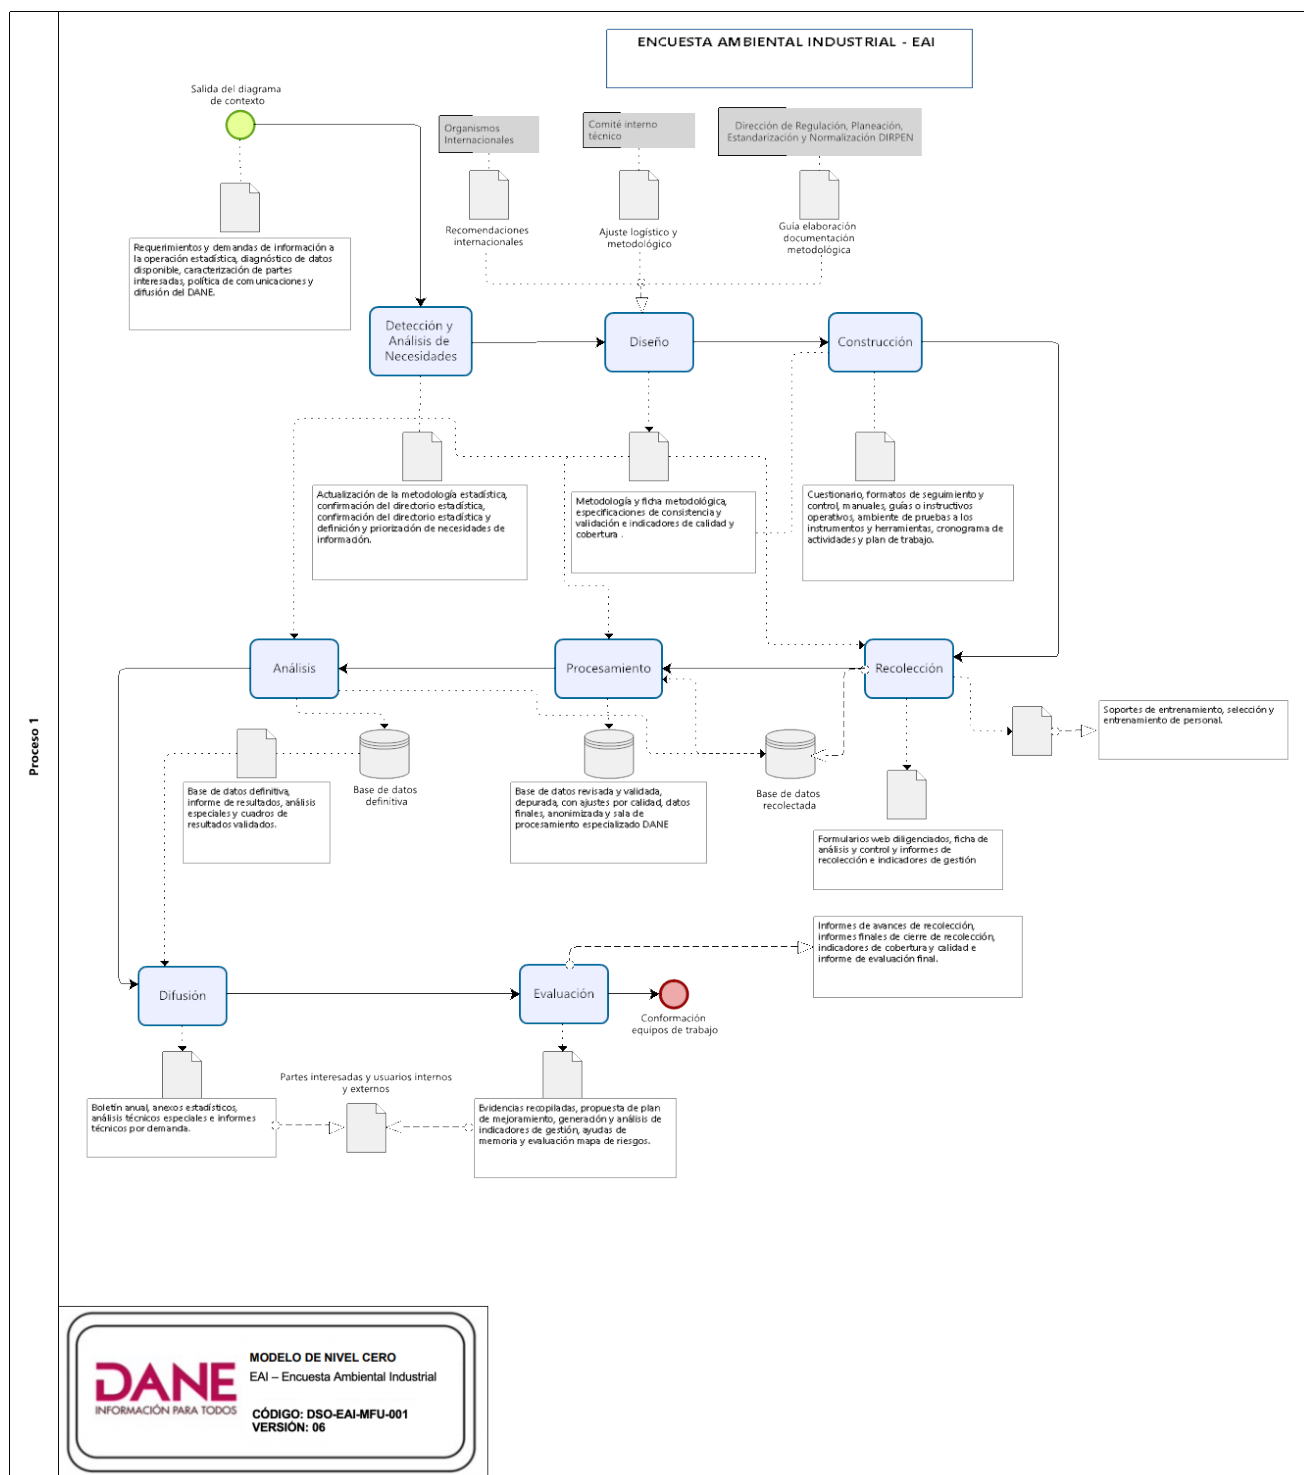 ENCUESTA AMBIENTAL INDUSTRIAL - EAI
Salida del diagrama
de contexto
Organismos
Internacionales
Comité interno
técnico
Dirección de Regulación, Planeación,
Estandarización y Normalización DIRPEN
Recomendaciones
internacionales
Ajuste logístico y
metodológico
Guía elaboración
documentación
metodológica
Requerimientos y demandas de información a
la operación estadística, diagnóstico de datos
disponible, caracterización de partes
interesadas, política de comunicaciones y
difusión del DANE.
Detección y
Análisis de
Necesidades
Diseño
Construcción
Actualización de la metodología estadística,
confirmación del directorio estadística,
confirmación del directorio estadística y
definición y priorización de necesidades de
información.
Metodología y ficha metodológica,
especificaciones de consistencia y
validación e indicadores de calidad y
cobertura .
Cuestionario, formatos de seguimiento y
control, manuales, guías o instructivos
operativos, ambiente de pruebas a los
instrumentos y herramientas, cronograma de
actividades y plan de trabajo.
Análisis
Procesamiento
Recolección
Soportes de entrenamiento, selección y
entrenamiento de personal.
Base de datos definitiva,
informe de resultados, análisis
especiales y cuadros de
resultados validados.
Base de datos
definitiva
Base de datos revisada y validada,
depurada, con ajustes por calidad, datos
finales, anonimizada y sala de
procesamiento especializado DANE
Base de datos
recolectada
Formularios web diligenciados, ficha de
análisis y control y informes de
recolección e indicadores de gestión
Informes de avances de recolección,
informes finales de cierre de recolección,
indicadores de cobertura y calidad e
informe de evaluación final.
Difusión
Evaluación
Conformación
equipos de trabajo
Partes interesadas y usuarios internos
y externos
Boletín anual, anexos estadísticos,
análisis técnicos especiales e informes
técnicos por demanda.
Evidencias recopiladas, propuesta de plan
de mejoramiento, generación y análisis de
indicadores de gestión, ayudas de
memoria y evaluación mapa de riesgos.
Proceso 1
DANE
INFORMACIÓN PARA TODOS
MODELO DE NIVEL CERO
EAI – Encuesta Ambiental Industrial
CÓDIGO: DSO-EAI-MFU-001
VERSIÓN: 06